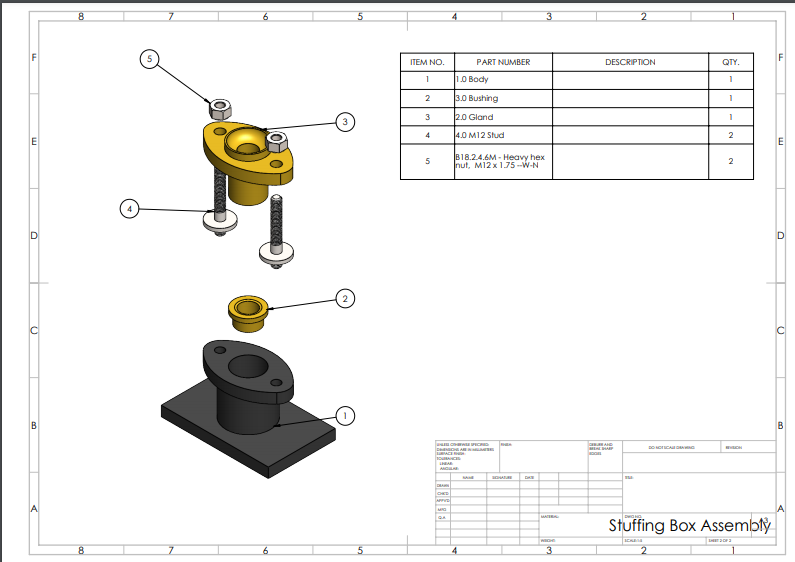 8 7 6 5 4 3 2 1
F F
E E
D D
C C
B B
A A
5
3
4
2
1
ITEM NO. PART NUMBER DESCRIPTION QTY.
1 1.0 Body 1
2 3.0 Bushing 1
3 2.0 Gland 1
4 4.0 M12 Stud 2
5 B18.2.4.6M - Heavy hex
nut, M12 x 1.75 --W-N 2
UNLESS OTHERWISE SPECIFIED:
DIMENSIONS ARE IN MILLIMETERS
SURFACE FINISH:
TOLERANCES:
LINEAR:
ANGULAR:
FINISH:
DEBURR AND
BREAK SHARP
EDGES
DO NOT SCALE DRAWING
REVISION
NAME SIGNATURE DATE
DRAWN
CHK'D
APPV'D
MFG
Q.A
TITLE:
MATERIAL:
DWG NO.
Stuffing Box Assembly
WEIGHT:
SCALE:1:5
SHEET 2 OF 2
8 7 6 5 4 3 2 1